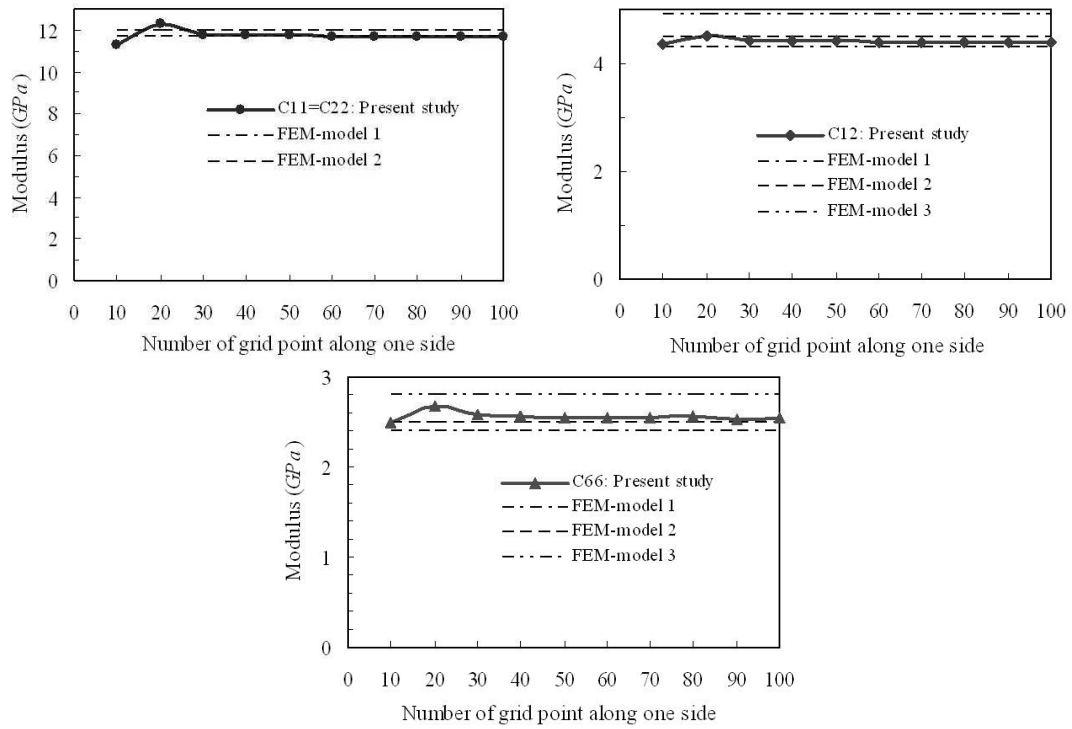 12
10
8
6
4
2
0
Modulus (GPa)
C11=C22: Present study
FEM-model 1
FEM-model 2
0 10 20 30 40 50 60 70 80 90 100
Number of grid point along one side
4
2
0
Modulus (GPa)
C12: Present study
FEM-model 1
FEM-model 2
FEM-model 3
0 10 20 30 40 50 60 70 80 90 100
Number of grid point along one side
3
2
1
0
Modulus (GPa)
C66: Present study
FEM-model 1
FEM-model 2
FEM-model 3
0 10 20 30 40 50 60 70 80 90 100
Number of grid point along one side